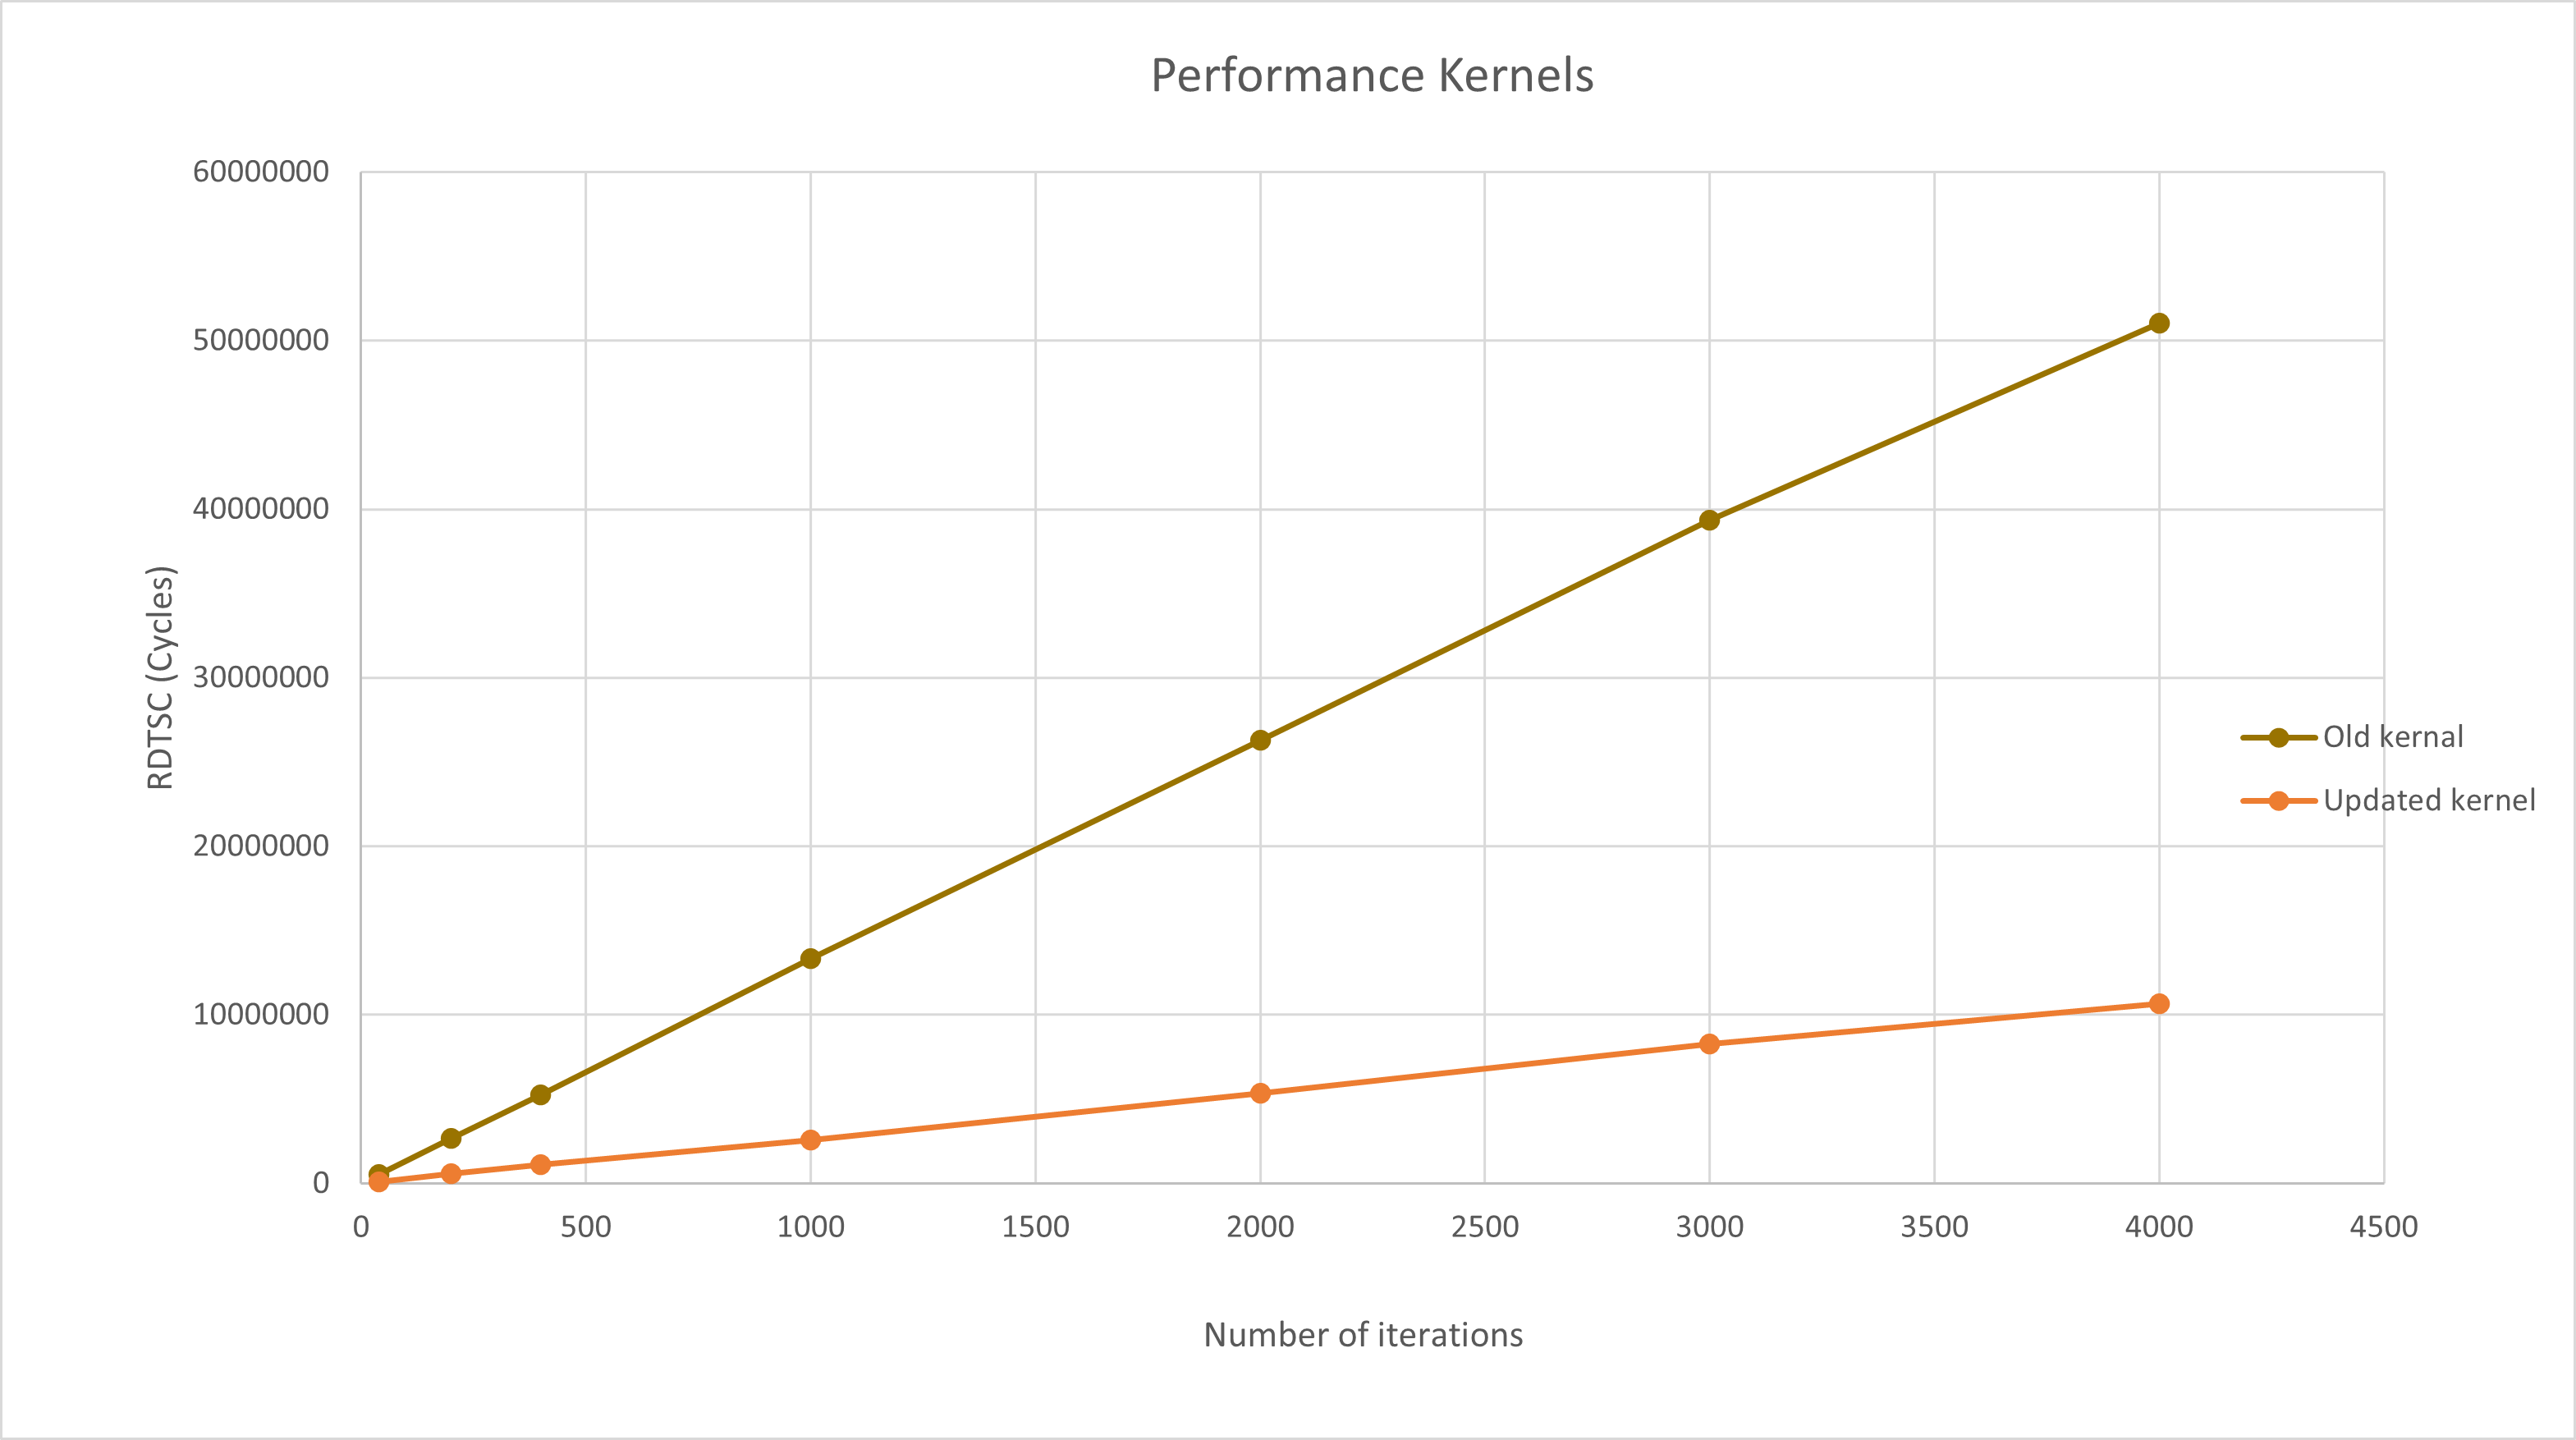 Performance Kernels
60000000
50000000
40000000
30000000
20000000
10000000
0
RDTSC (Cycles)
Old kernal
Updated kernel
0 500 1000 1500 2000 2500 3000 3500 4000 4500
Number of iterations